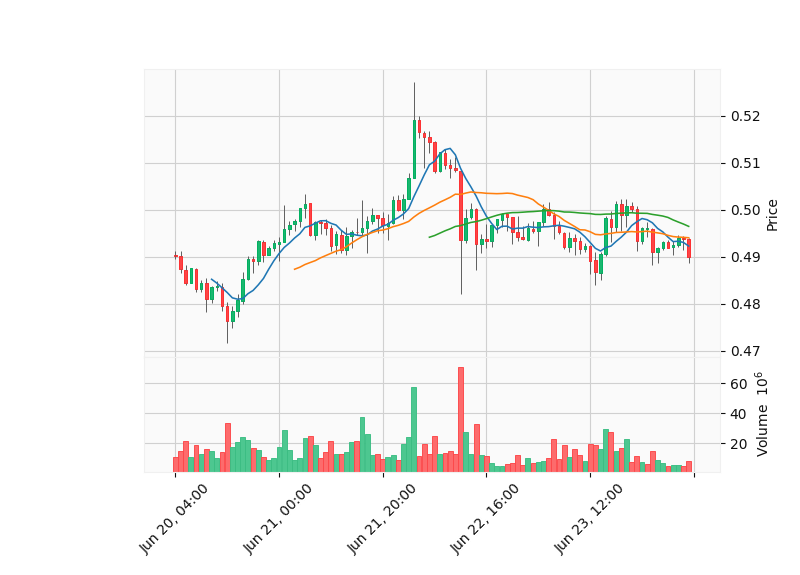 0.52
0.51
0.50
0.49
0.48
0.47
Price
60
40
20
Volume 10^6
Jun 20, 04:00
Jun 21, 00:00
Jun 21, 20:00
Jun 22, 16:00
Jun 23, 12:00